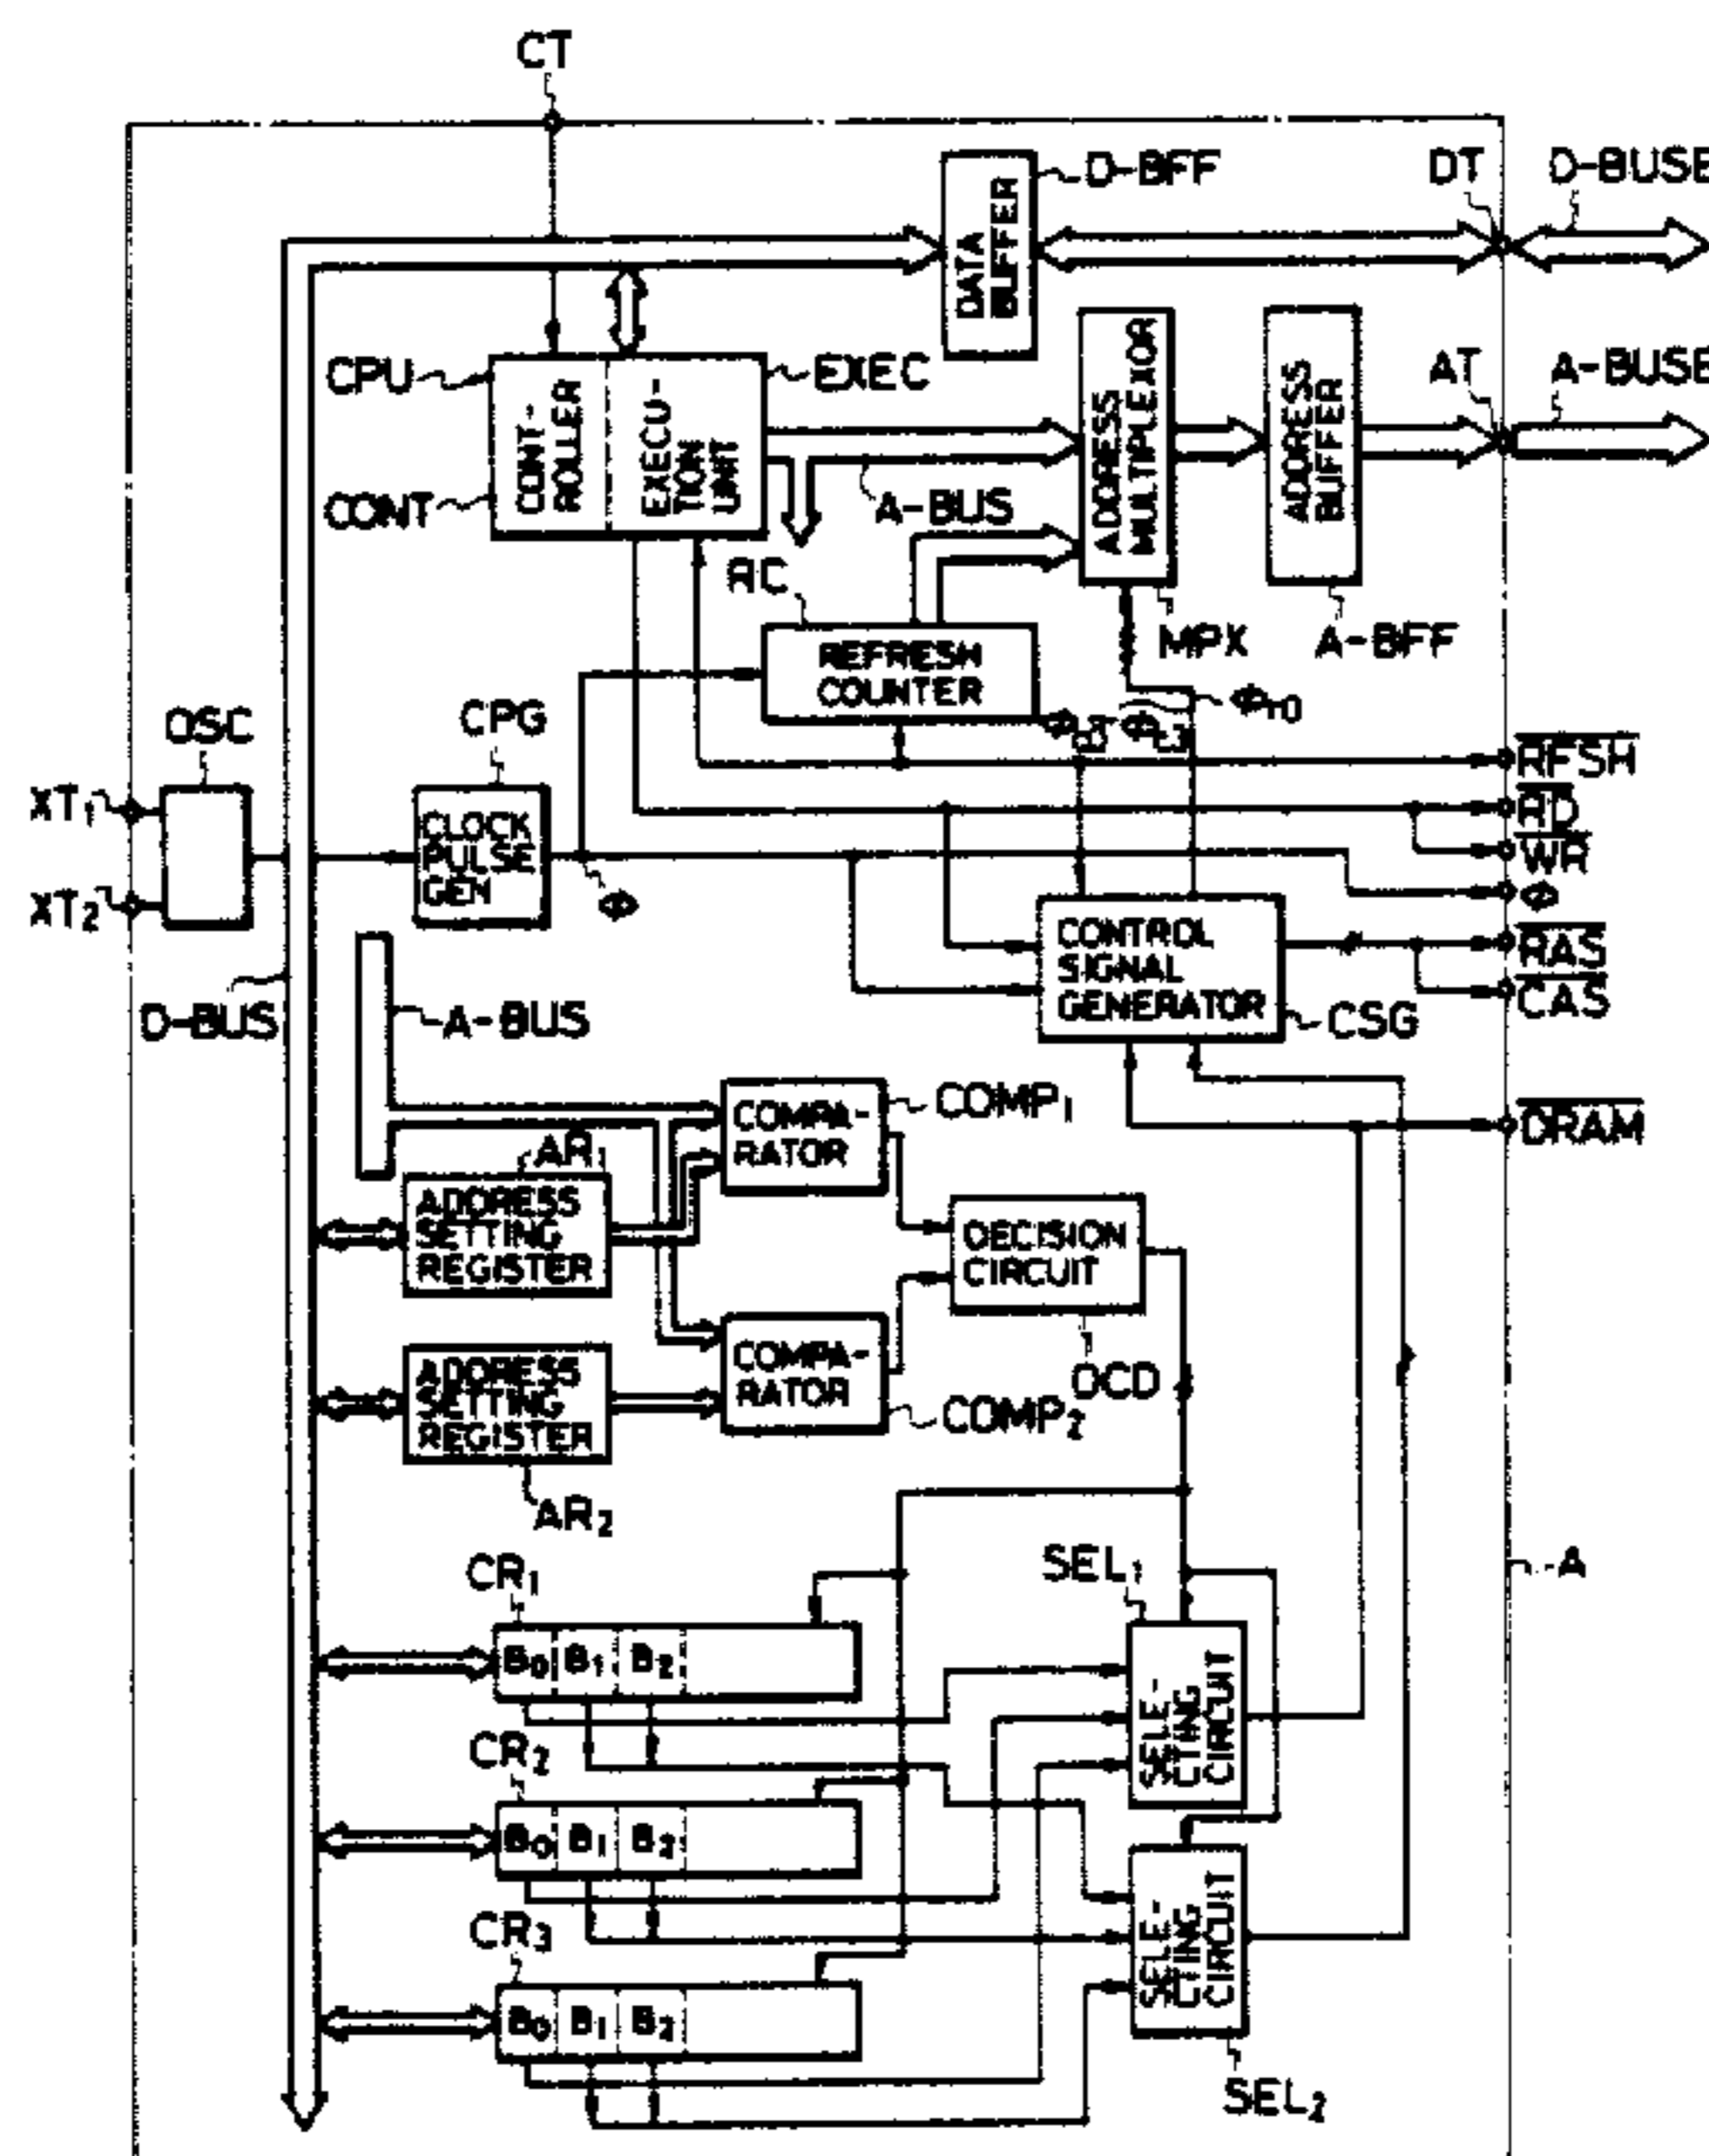 CT
D-BFF
DT
D-BUSE
DATA
BUFFER
CPU
EXEC
CONT-
ROLLER
EXECU-
TION
UNIT
CONT
A-BUS
ADDRESS
MULTIPLEXOR
ADDRESS
BUFFER
AT
A-BUSE
RC
REFRESH
COUNTER
MPX
A-BFF
OSC
CPG
XT1
XT2
CLOCK
PULSE
GEN
Φ
RFSH
RD
WR
Φ
RAS
CAS
CONTROL
SIGNAL
GENERATOR
CSG
D-BUS
A-BUS
COMPA-
RATOR
COMP1
DRAM
AR1
ADDRESS
SETTING
REGISTER
DECISION
CIRCUIT
COMPA-
RATOR
COMP2
OCD
ADDRESS
SETTING
REGISTER
AR2
CR1
B0 B1 B2
SEL1
SELE-
CTING
CIRCUIT
A
CR2
B0 B1 B2
CR3
B0 B1 B2
SELE-
CTING
CIRCUIT
SEL2